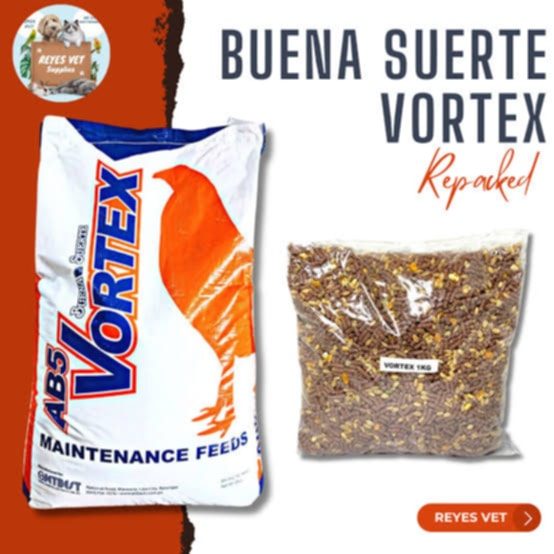 REYES VET
Supplies
BUENA SUERTE
VORTEX
Repacked
AB5
BUENA SUERTE
VORTEX
MAINTENANCE FEEDS
VORTEX 1KG
REYES VET